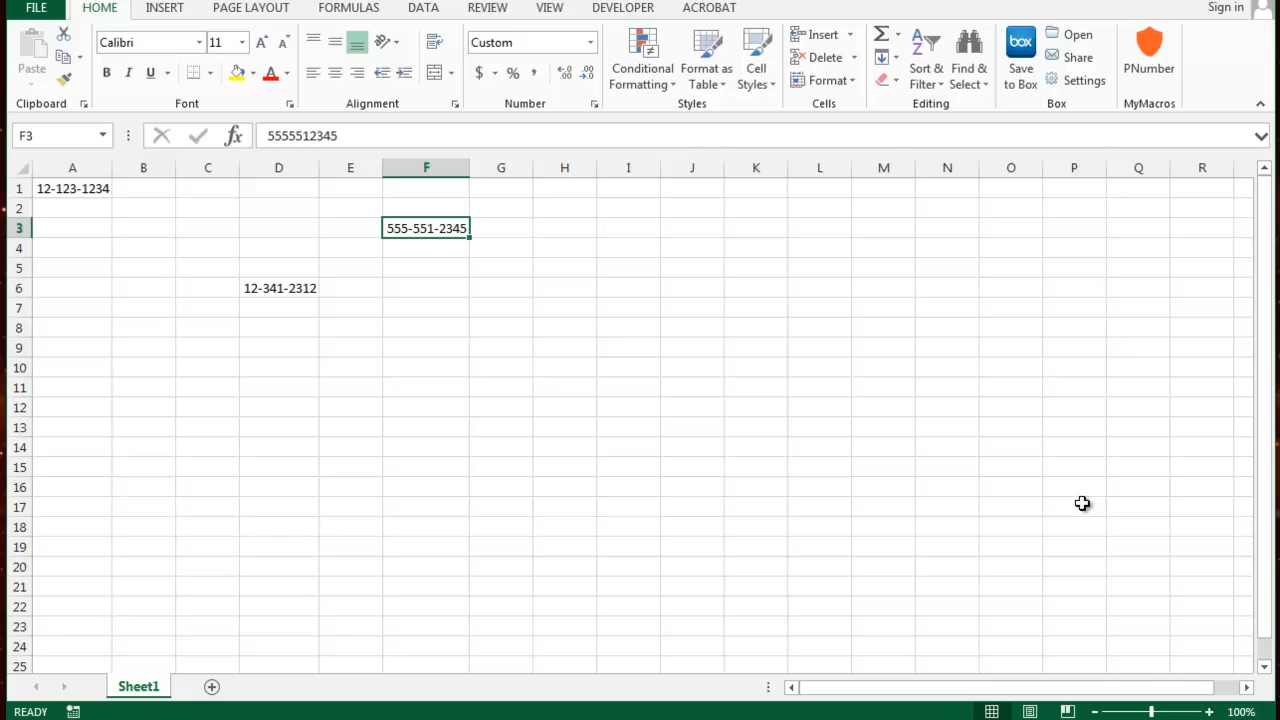 FILE HOME INSERT PAGE LAYOUT FORMULAS DATA REVIEW VIEW DEVELOPER ACROBAT Sign in
Paste
Clipboard
Calibri 11
B I U A
Font
Alignment
Custom
$ % ,
Number
Conditional Formatting
Format as Table
Cell Styles
Styles
Insert
Delete
Format
Cells
Sort & Filter
Find & Select
Editing
box
Save to Box
Open
Share
Settings
Box
PNumber
MyMacros
F3 fx 5555512345
A B C D E F G H I J K L M N O P Q R
1 12-123-1234
2
3 555-551-2345
4
5
6 12-341-2312
7
8
9
10
11
12
13
14
15
16
17
18
19
20
21
22
23
24
25
Sheet1
READY 100%